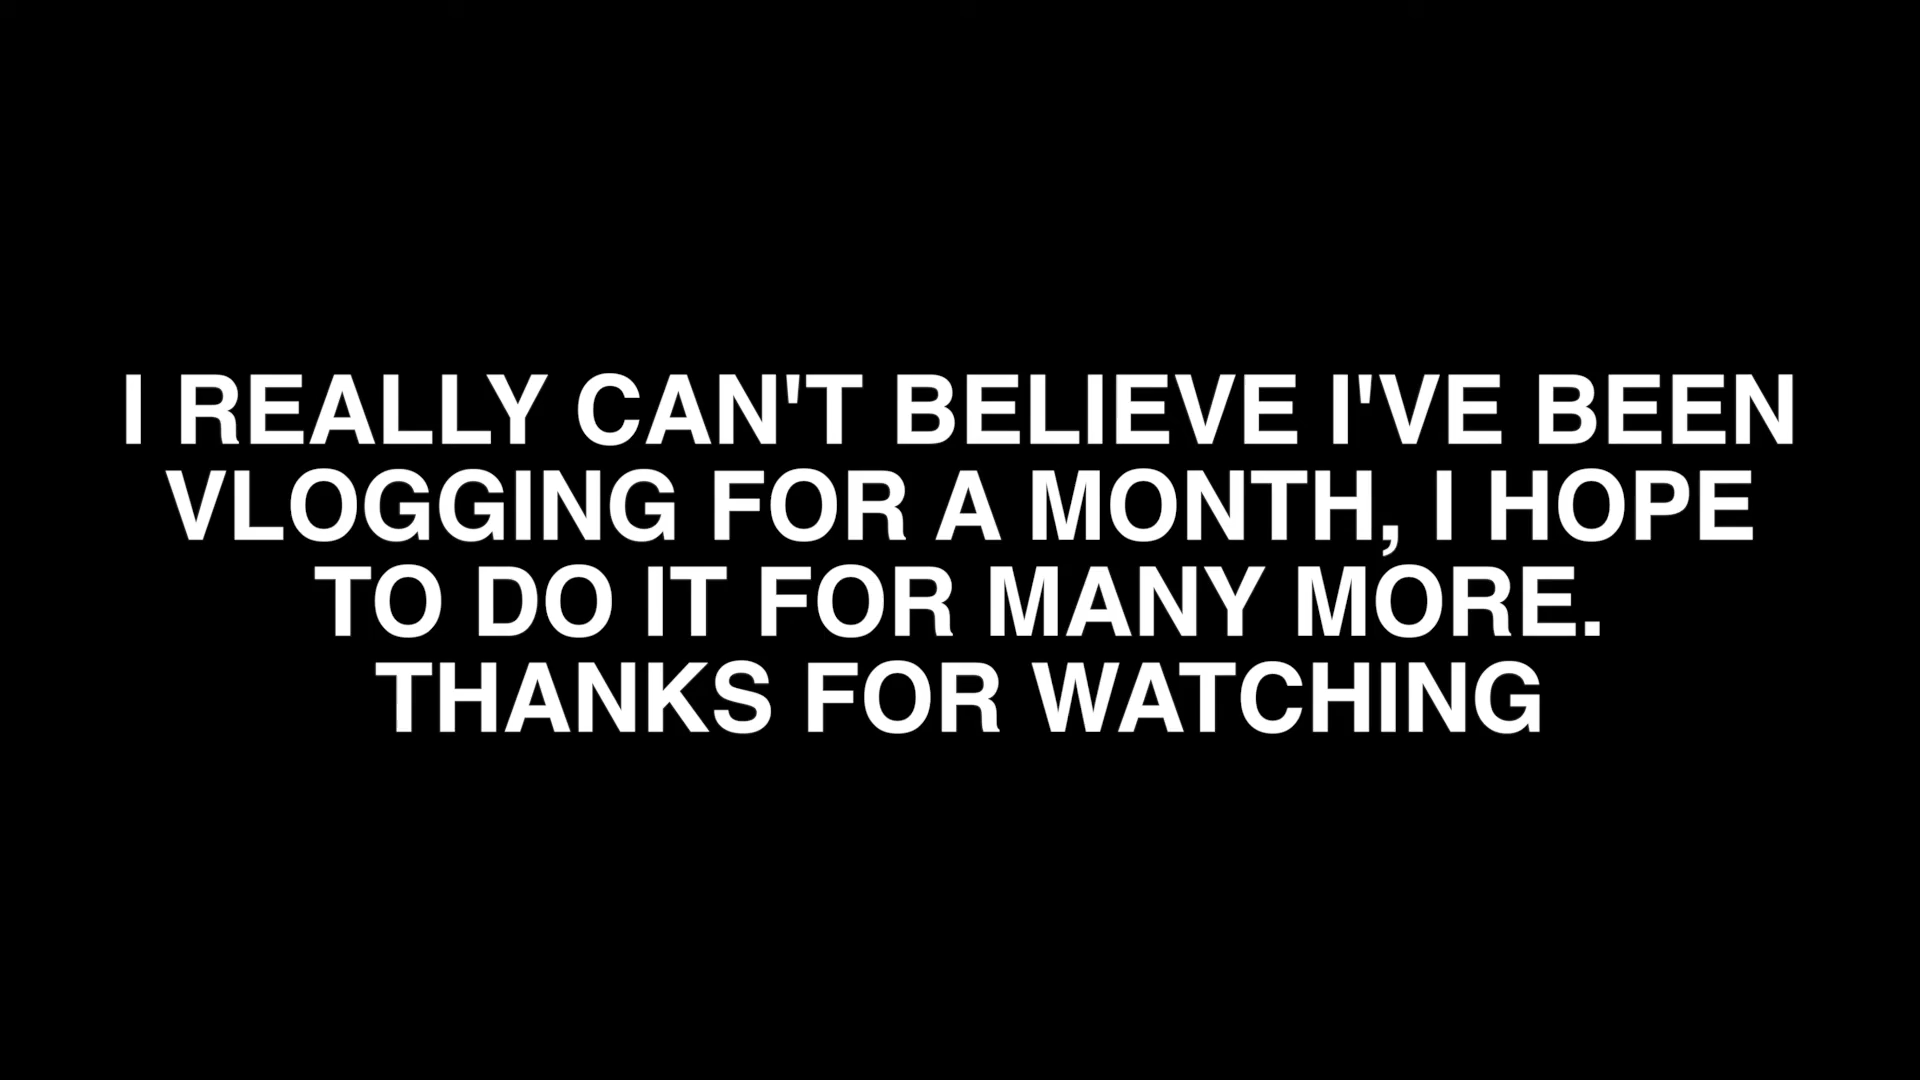 I REALLY CAN'T BELIEVE I'VE BEEN
VLOGGING FOR A MONTH, I HOPE
TO DO IT FOR MANY MORE.
THANKS FOR WATCHING